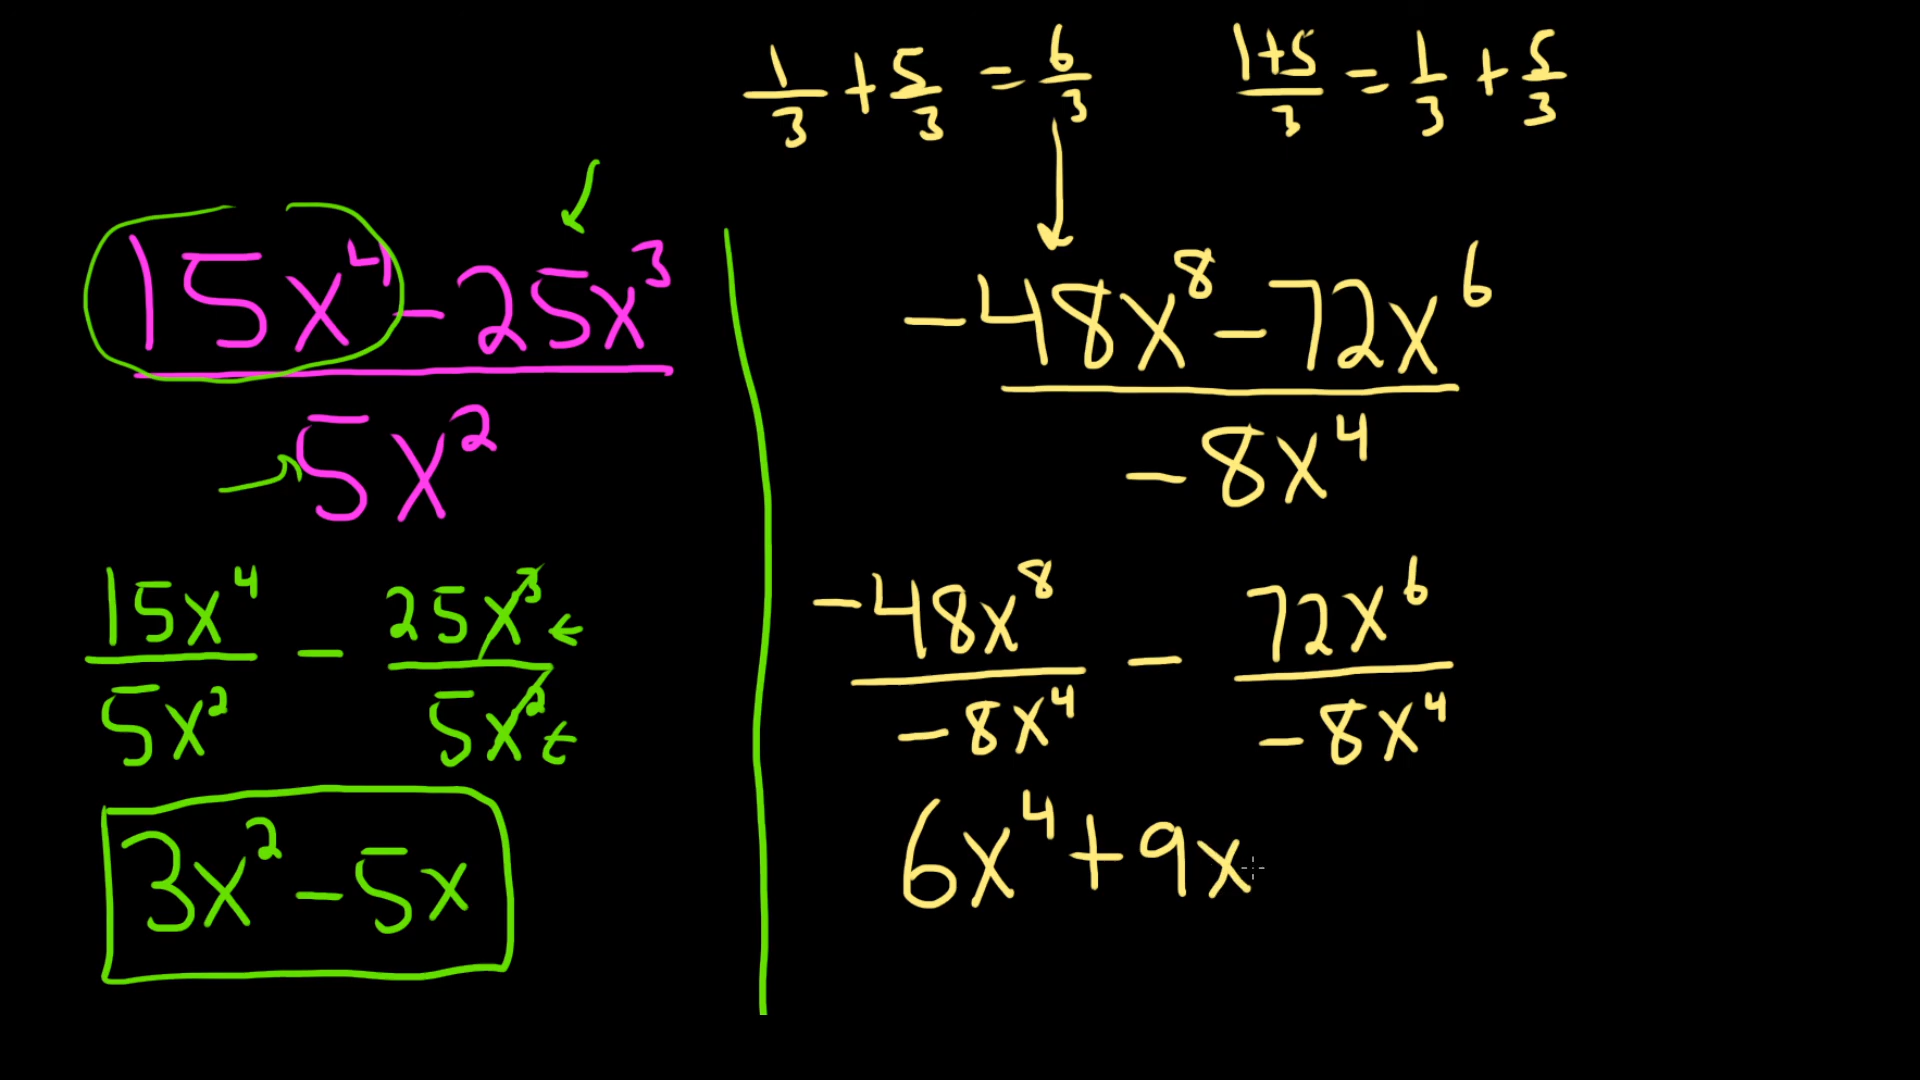 1/3 + 5/3 = 6/3
(1+5)/3 = 1/3 + 5/3
15x⁴ - 25x³
5x²
15x⁴/5x² - 25x³/5x²
3x² - 5x
-48x⁸ - 72x⁶
-8x⁴
-48x⁸/-8x⁴ - 72x⁶/-8x⁴
6x⁴ + 9x